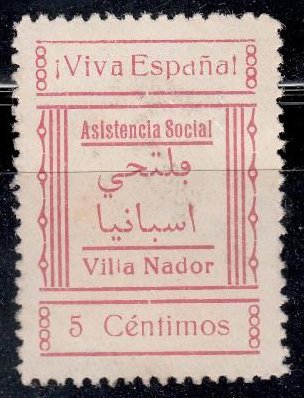 ¡Viva España!
Asistencia Social
فلتحي
اسبانيا
Villa Nador
5 Céntimos